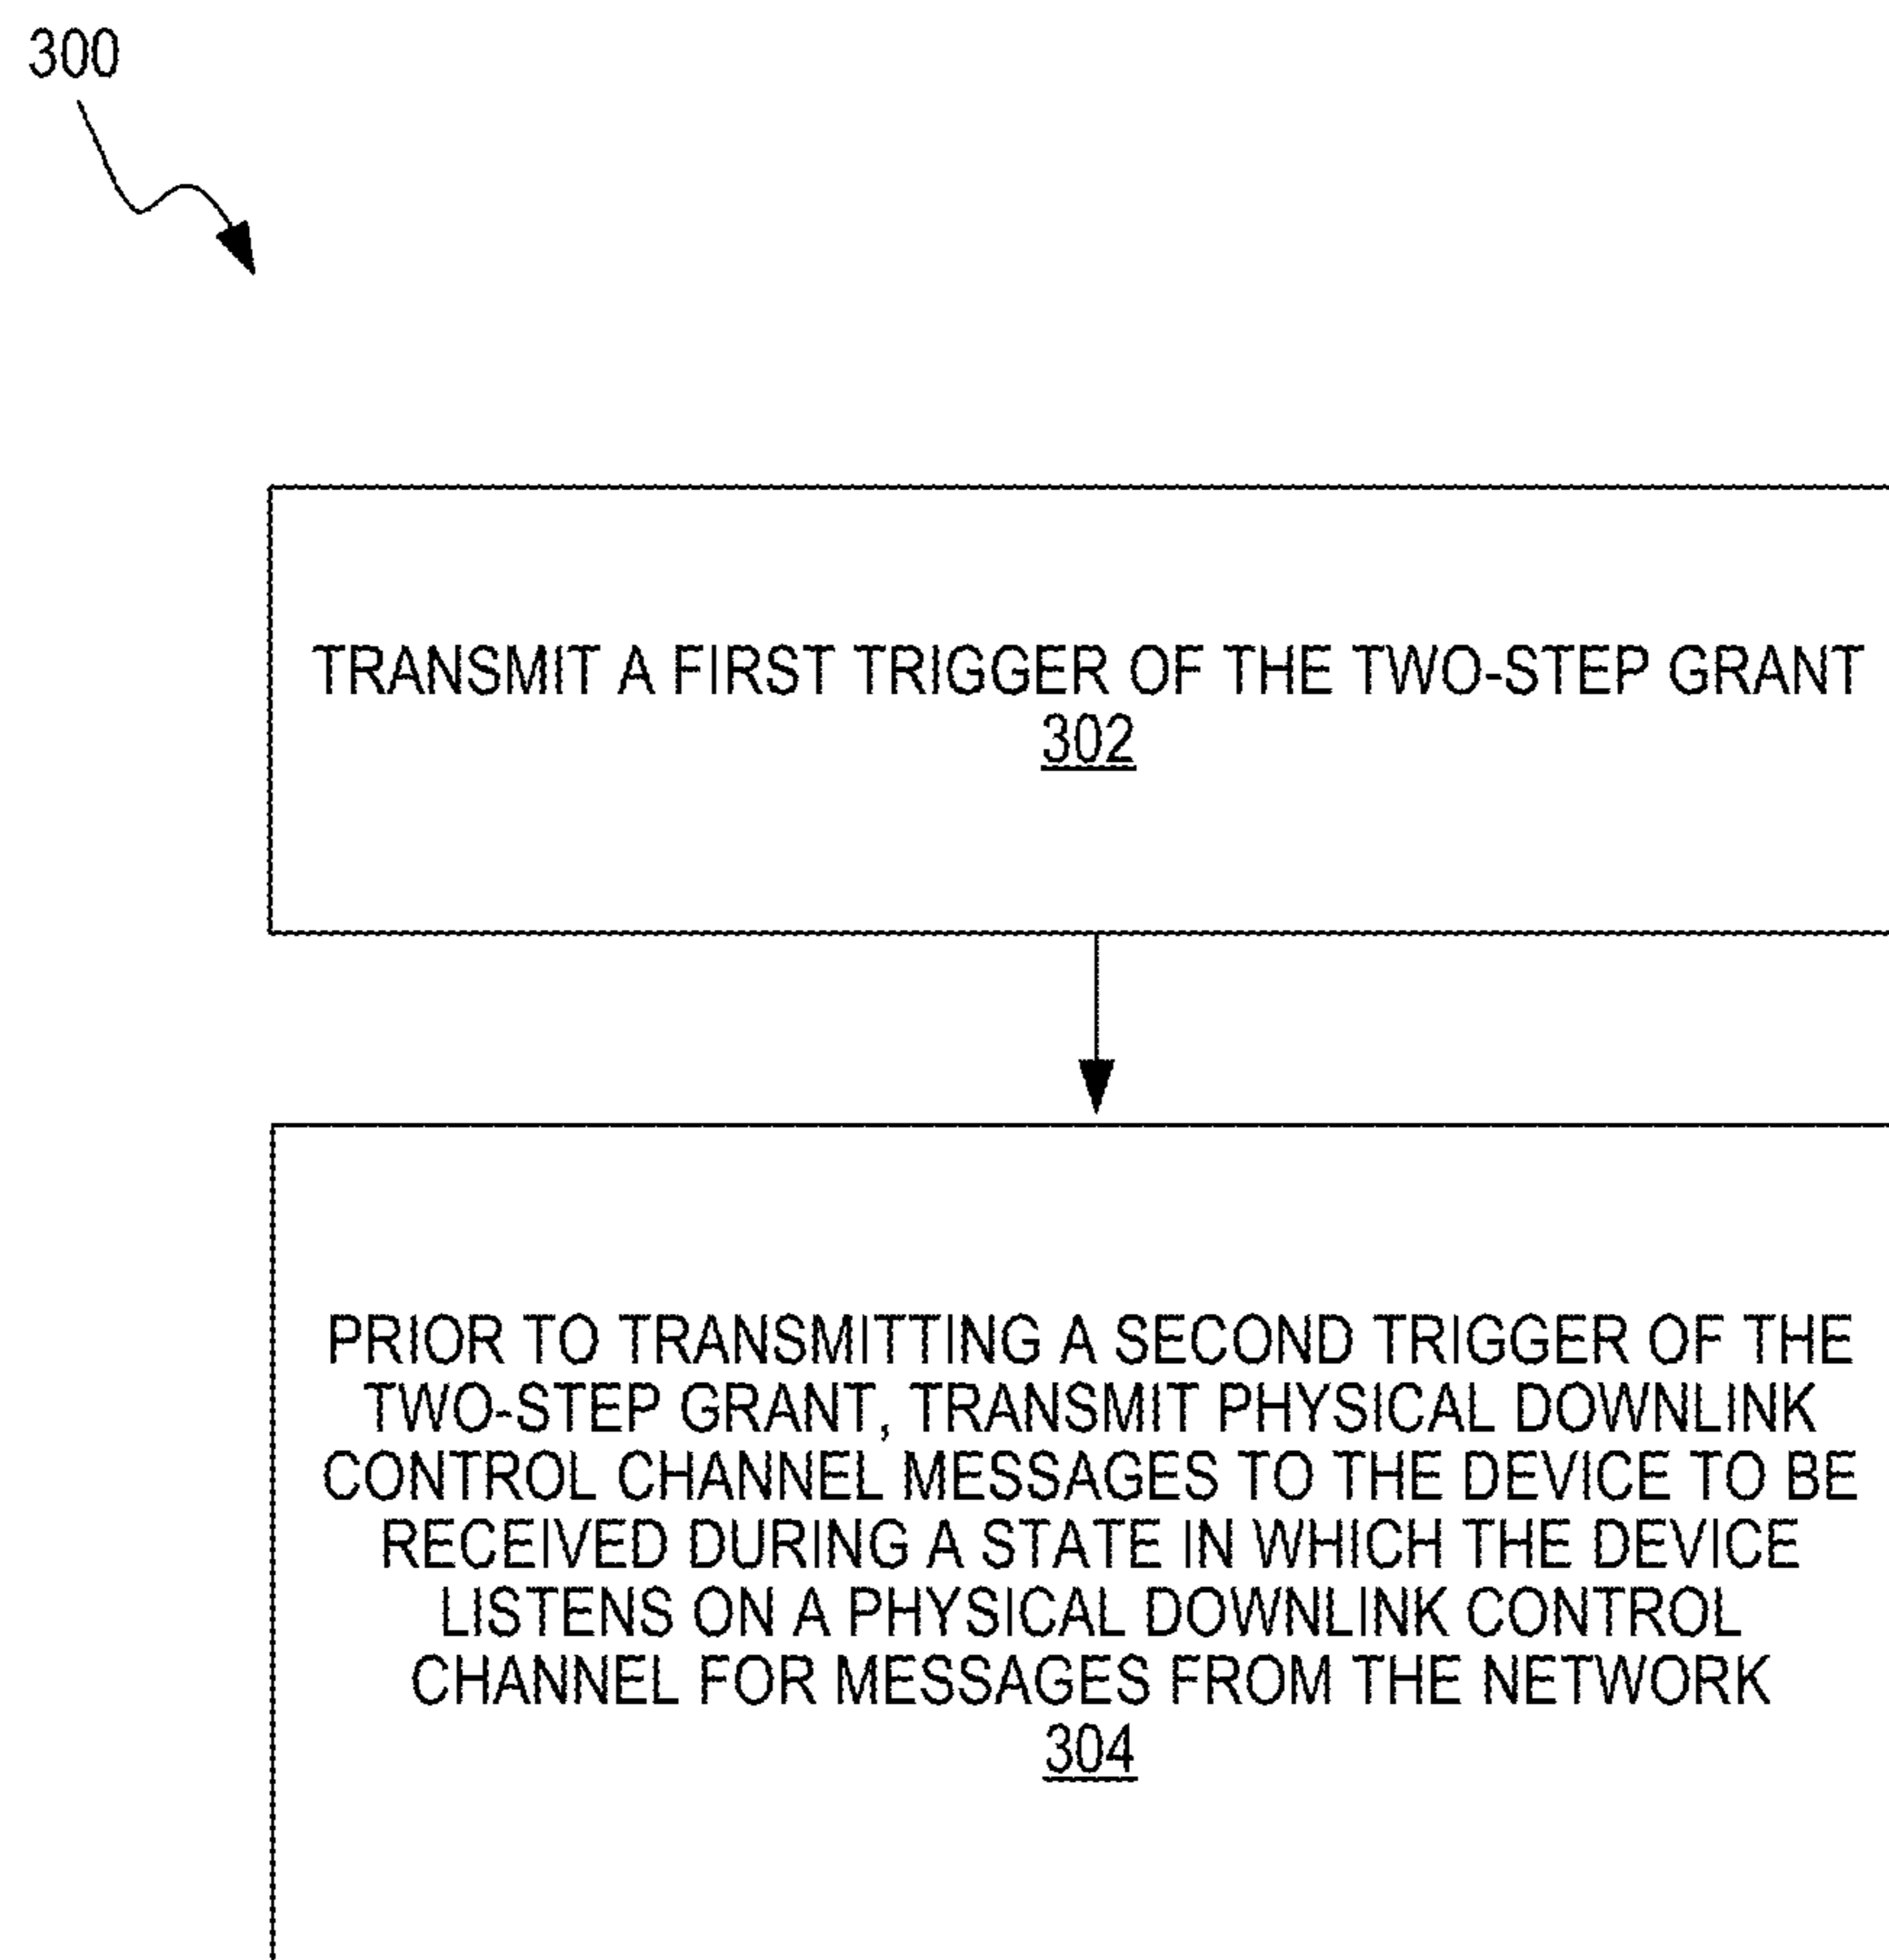 300
TRANSMIT A FIRST TRIGGER OF THE TWO-STEP GRANT
302
PRIOR TO TRANSMITTING A SECOND TRIGGER OF THE
TWO-STEP GRANT, TRANSMIT PHYSICAL DOWNLINK
CONTROL CHANNEL MESSAGES TO THE DEVICE TO BE
RECEIVED DURING A STATE IN WHICH THE DEVICE
LISTENS ON A PHYSICAL DOWNLINK CONTROL
CHANNEL FOR MESSAGES FROM THE NETWORK
304